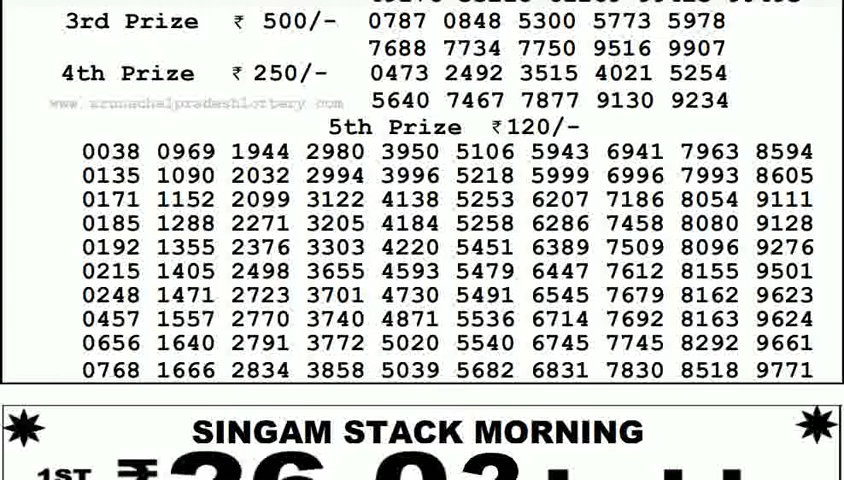 3rd Prize ₹ 500/- 0787 0848 5300 5773 5978
7688 7734 7750 9516 9907
4th Prize ₹ 250/- 0473 2492 3515 4021 5254
www.arunachalpradeshlottery.com 5640 7467 7877 9130 9234
5th Prize ₹120/-
0038 0969 1944 2980 3950 5106 5943 6941 7963 8594
0135 1090 2032 2994 3996 5218 5999 6996 7993 8605
0171 1152 2099 3122 4138 5253 6207 7186 8054 9111
0185 1288 2271 3205 4184 5258 6286 7458 8080 9128
0192 1355 2376 3303 4220 5451 6389 7509 8096 9276
0215 1405 2498 3655 4593 5479 6447 7612 8155 9501
0248 1471 2723 3701 4730 5491 6545 7679 8162 9623
0457 1557 2770 3740 4871 5536 6714 7692 8163 9624
0656 1640 2791 3772 5020 5540 6745 7745 8292 9661
0768 1666 2834 3858 5039 5682 6831 7830 8518 9771
SINGAM STACK MORNING
1ST ₹26.03